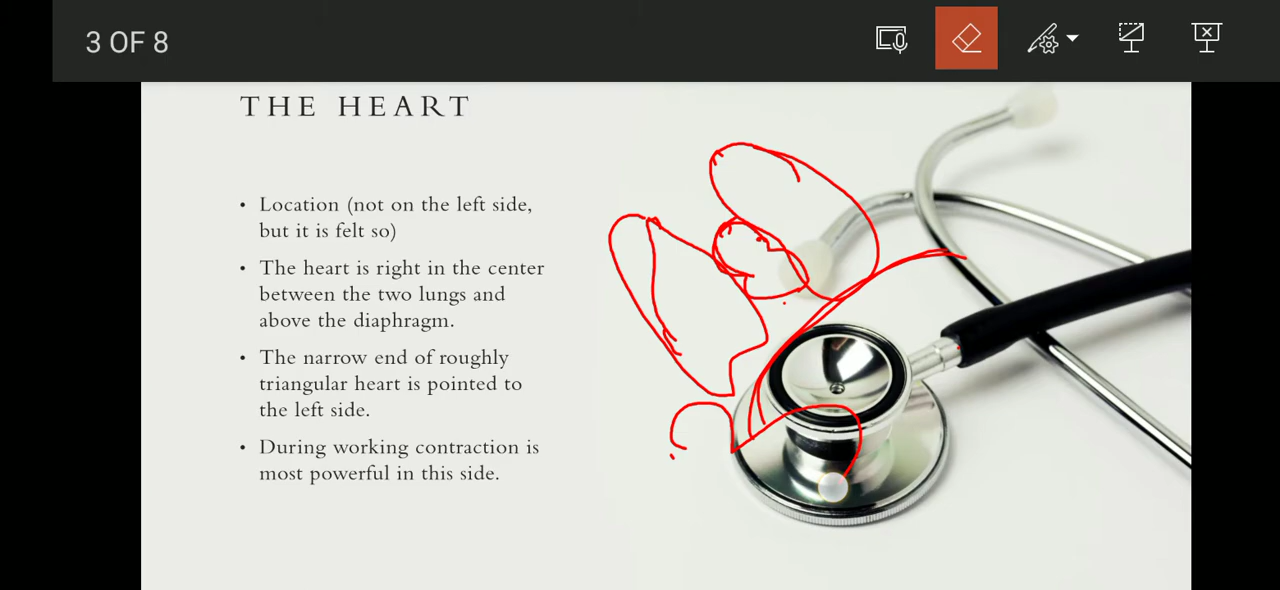 3 OF 8
THE HEART
• Location (not on the left side,
but it is felt so)
• The heart is right in the center
between the two lungs and
above the diaphragm.
• The narrow end of roughly
triangular heart is pointed to
the left side.
• During working contraction is
most powerful in this side.